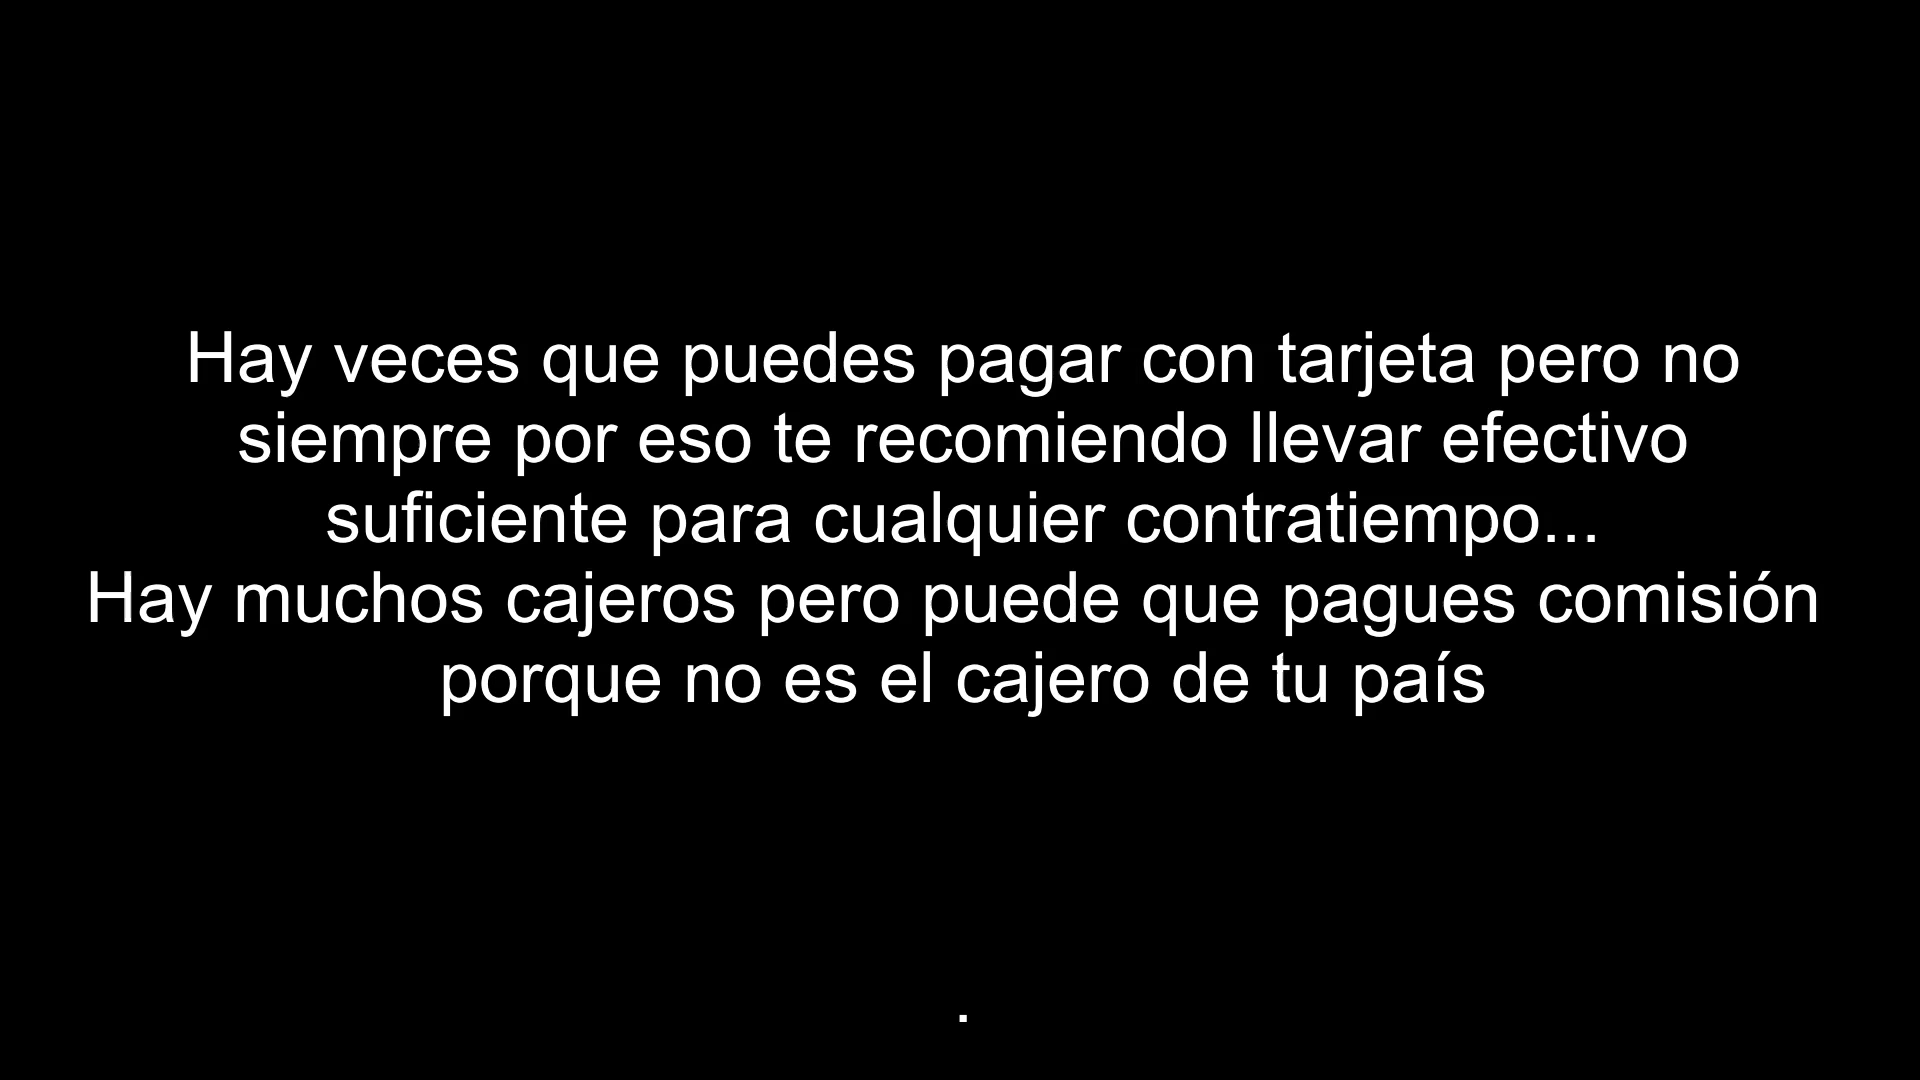 Hay veces que puedes pagar con tarjeta pero no
siempre por eso te recomiendo llevar efectivo
suficiente para cualquier contratiempo...
Hay muchos cajeros pero puede que pagues comisión
porque no es el cajero de tu país
.